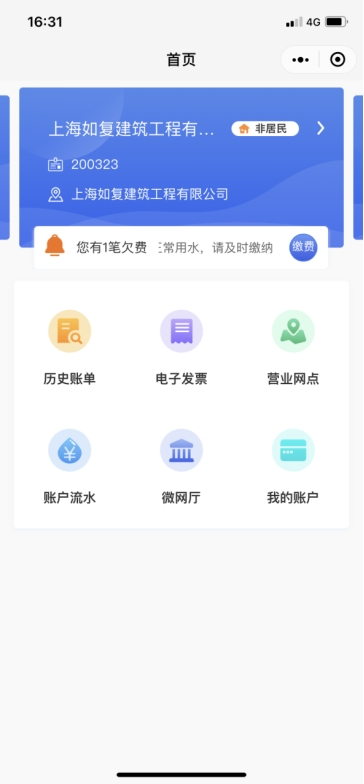 16:31
4G
首页
上海如复建筑工程有...
非居民
200323
上海如复建筑工程有限公司
您有1笔欠费 常用水，请及时缴纳 缴费
历史账单 电子发票 营业网点
账户流水 微网厅 我的账户